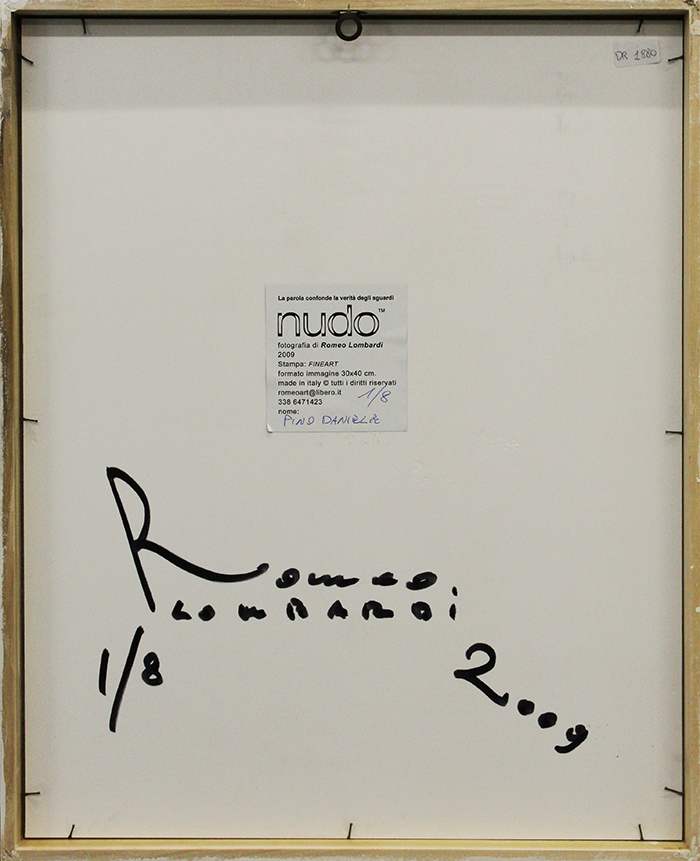 DR 1880
La parola confonde la verità degli sguardi
nudo™
fotografia di Romeo Lombardi
2009
Stampa: FINEART
formato immagine 30x40 cm.
made in italy © tutti i diritti riservati
romeoart@libero.it 1/8
338 6471423
nome:
PINO DANIELE
Romeo
LOMBARDi
1/8
2009